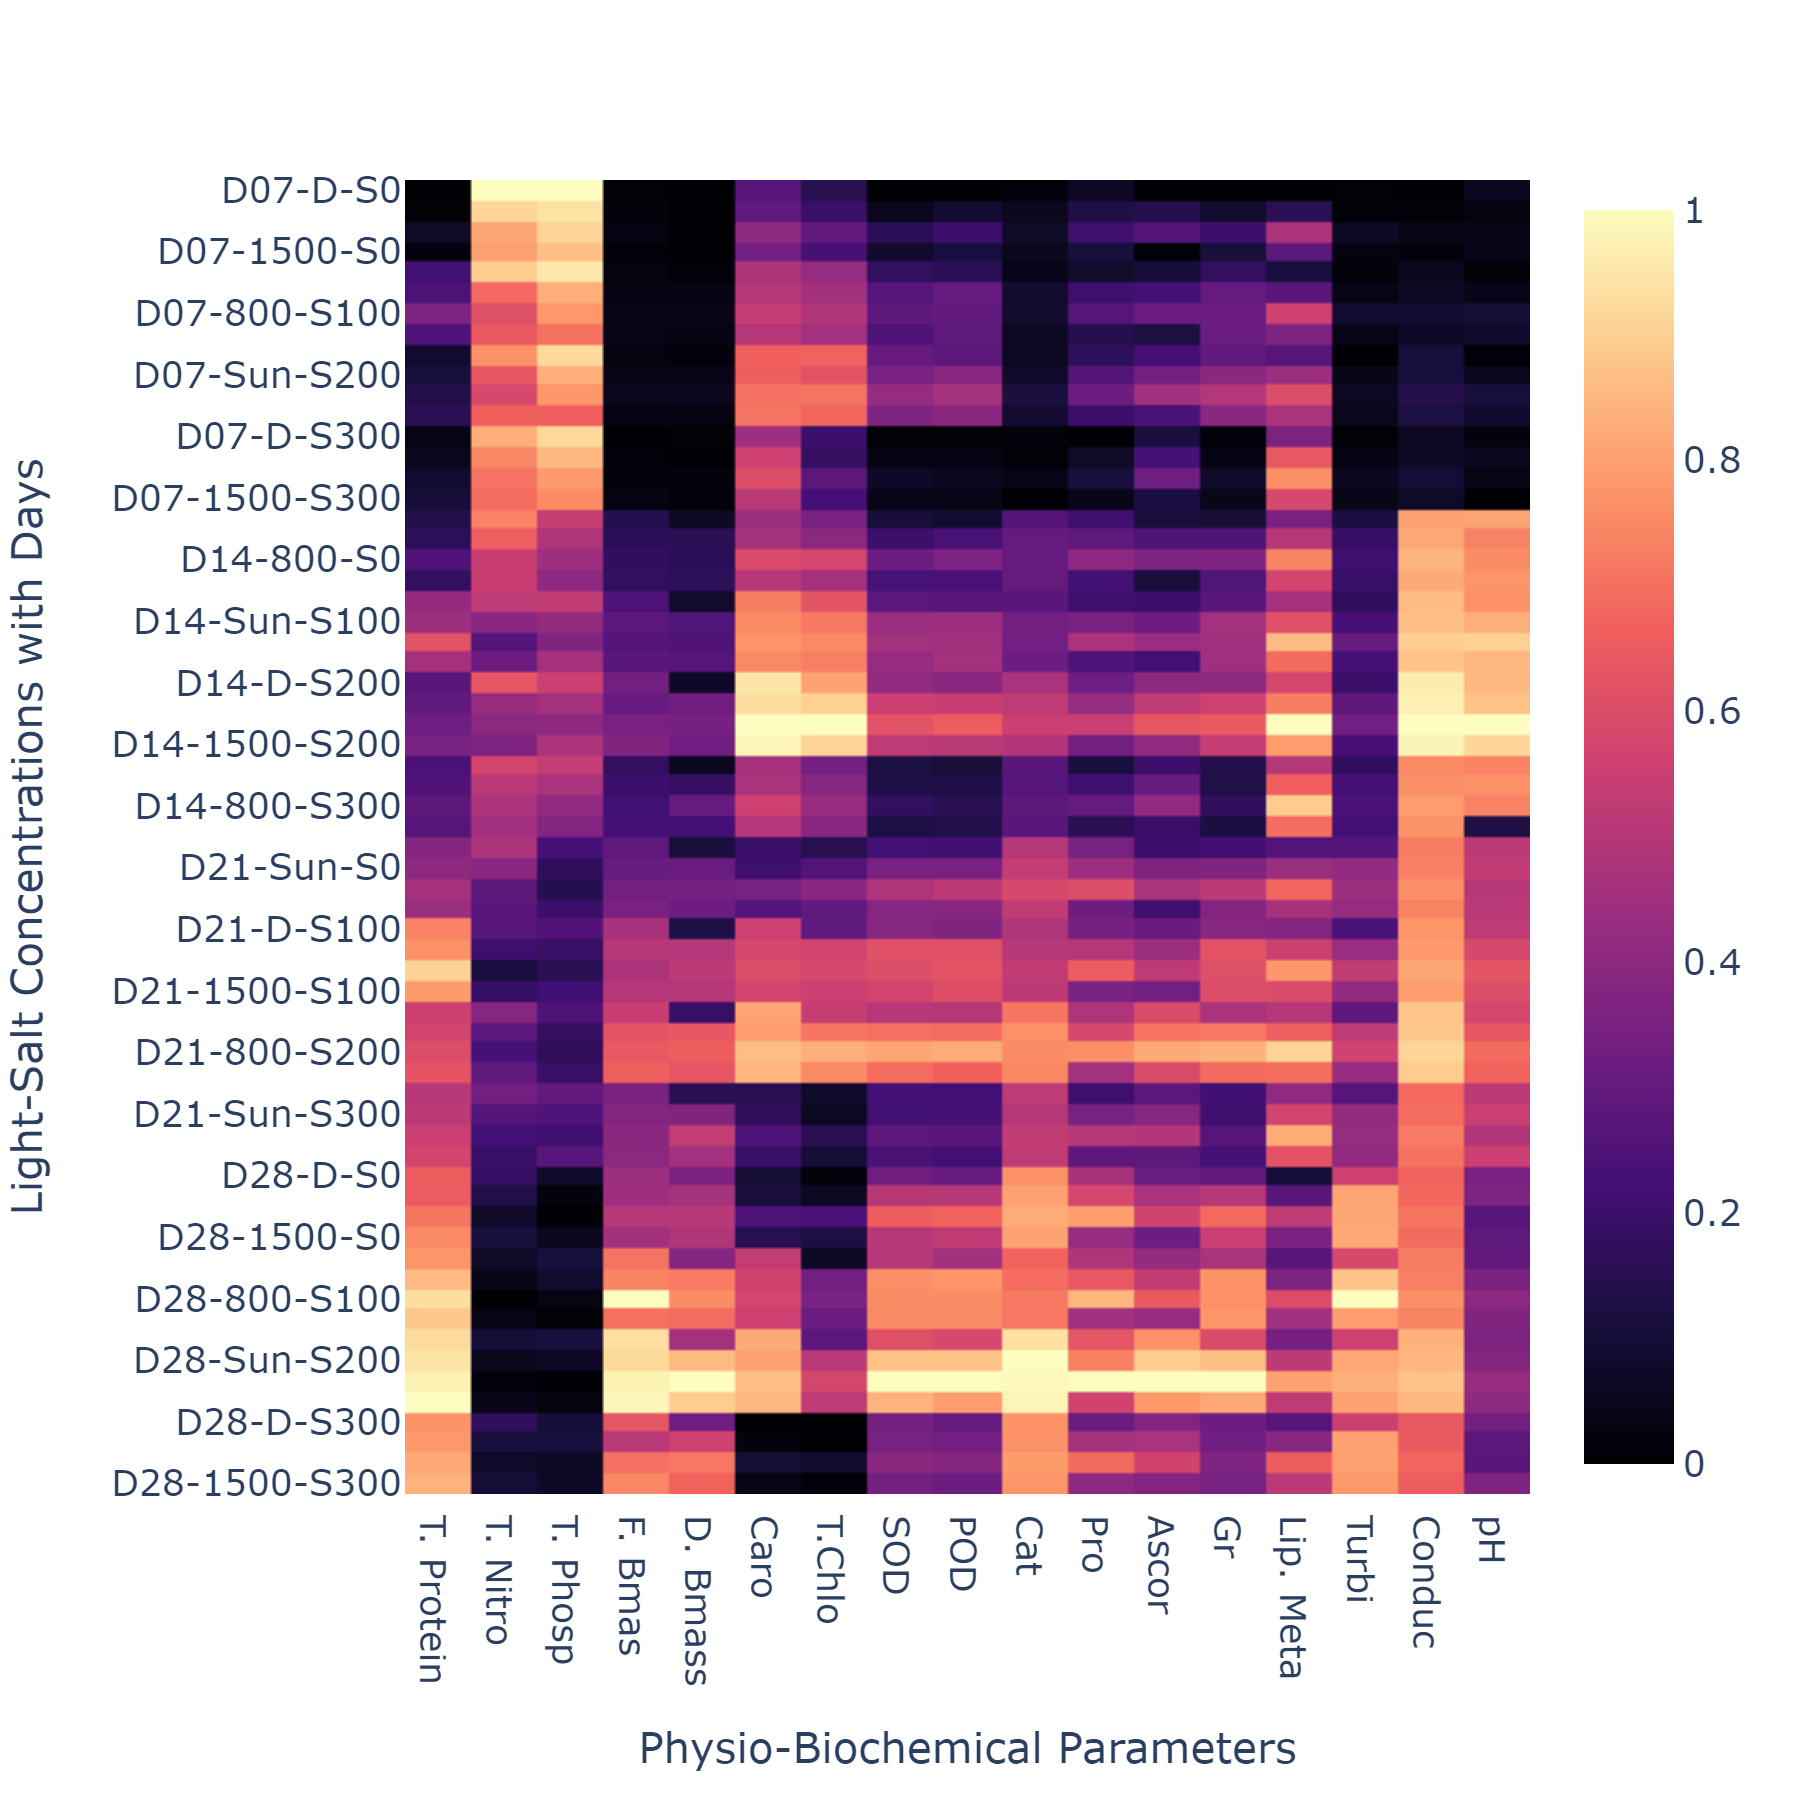 D07-D-S0
D07-1500-S0
D07-800-S100
D07-Sun-S200
D07-D-S300
D07-1500-S300
D14-800-S0
D14-Sun-S100
D14-D-S200
D14-1500-S200
D14-800-S300
D21-Sun-S0
D21-D-S100
D21-1500-S100
D21-800-S200
D21-Sun-S300
D28-D-S0
D28-1500-S0
D28-800-S100
D28-Sun-S200
D28-D-S300
D28-1500-S300
Light-Salt Concentrations with Days
T. Protein
T. Nitro
T. Phosp
F. Bmas
D. Bmass
Caro
T.Chlo
SOD
POD
Cat
Pro
Ascor
Gr
Lip. Meta
Turbi
Conduc
pH
Physio-Biochemical Parameters
1
0.8
0.6
0.4
0.2
0